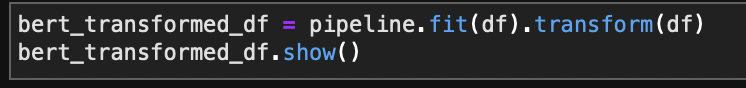 bert_transformed_df = pipeline.fit(df).transform(df)
bert_transformed_df.show()